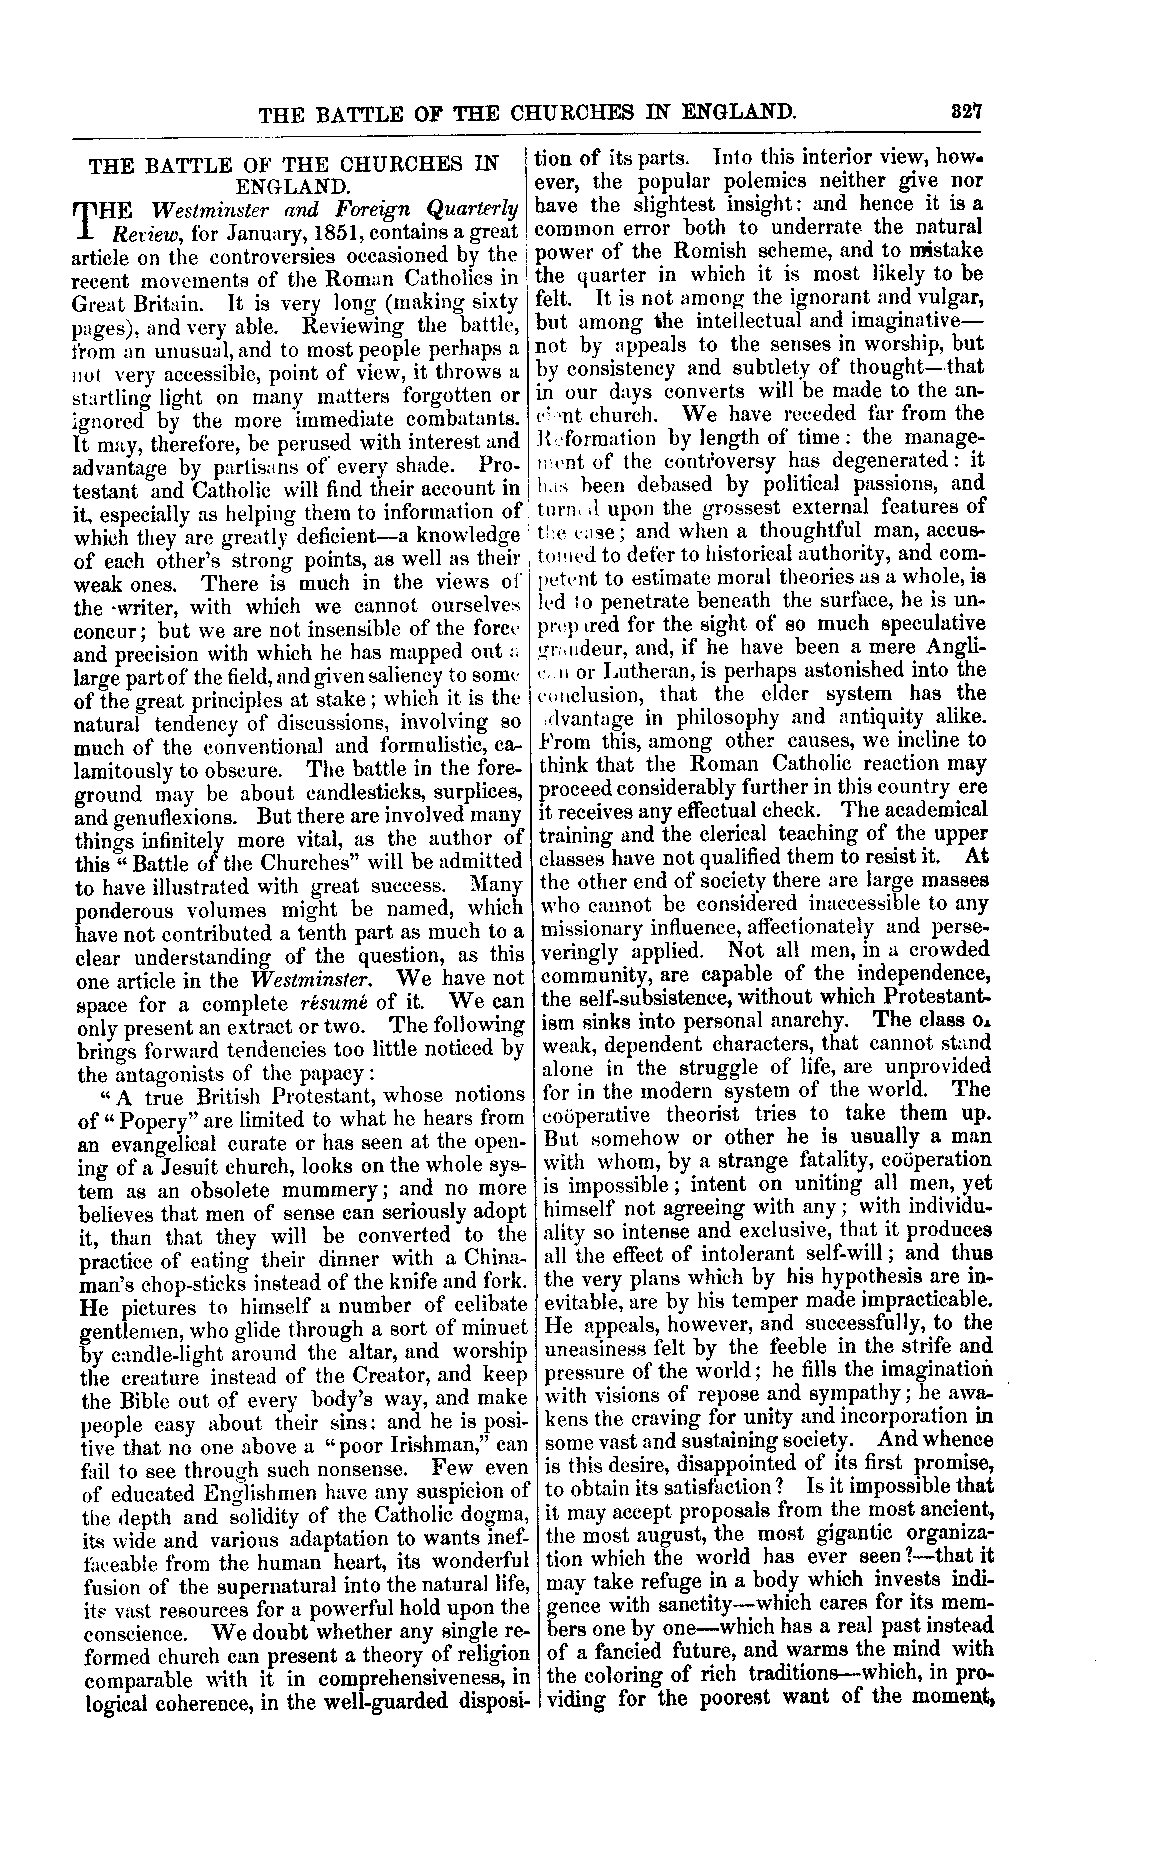 THE BATTLE OF THE CHURCHES IN ENGLAND. 327
THE BATTLE OF THE CHURCHES IN
ENGLAND.
THE Westminster and Foreign Quarterly
Review, for January, 1851, contains a great
article on the controversies occasioned by the
recent movements of the Roman Catholics in
Great Britain. It is very long (making sixty
pages), and very able. Reviewing the battle,
from an unusual, and to most people perhaps a
not very accessible, point of view, it throws a
startling light on many matters forgotten or
ignored by the more immediate combatants.
It may, therefore, be perused with interest and
advantage by partisans of every shade. Pro-
testant and Catholic will find their account in
it, especially as helping them to information of
which they are greatly deficient—a knowledge
of each other's strong points, as well as their
weak ones. There is much in the views of
the writer, with which we cannot ourselves
concur; but we are not insensible of the force
and precision with which he has mapped out a
large part of the field, and given saliency to some
of the great principles at stake; which it is the
natural tendency of discussions, involving so
much of the conventional and formulistic, ca-
lamitously to obscure. The battle in the fore-
ground may be about candlesticks, surplices,
and genuflexions. But there are involved many
things infinitely more vital, as the author of
this "Battle of the Churches" will be admitted
to have illustrated with great success. Many
ponderous volumes might be named, which
have not contributed a tenth part as much to a
clear understanding of the question, as this
one article in the Westminster. We have not
space for a complete résumé of it. We can
only present an extract or two. The following
brings forward tendencies too little noticed by
the antagonists of the papacy:
"A true British Protestant, whose notions
of "Popery" are limited to what he hears from
an evangelical curate or has seen at the open-
ing of a Jesuit church, looks on the whole sys-
tem as an obsolete mummery; and no more
believes that men of sense can seriously adopt
it, than that they will be converted to the
practice of eating their dinner with a China-
man's chop-sticks instead of the knife and fork.
He pictures to himself a number of celibate
gentlemen, who glide through a sort of minuet
by candle-light around the altar, and worship
the creature instead of the Creator, and keep
the Bible out of every body's way, and make
people easy about their sins: and he is posi-
tive that no one above a "poor Irishman," can
fail to see through such nonsense. Few even
of educated Englishmen have any suspicion of
the depth and solidity of the Catholic dogma,
its wide and various adaptation to wants inef-
faceable from the human heart, its wonderful
fusion of the supernatural into the natural life,
its vast resources for a powerful hold upon the
conscience. We doubt whether any single re-
formed church can present a theory of religion
comparable with it in comprehensiveness, in
logical coherence, in the well-guarded disposi-
tion of its parts. Into this interior view, how-
ever, the popular polemics neither give nor
have the slightest insight: and hence it is a
common error both to underrate the natural
power of the Romish scheme, and to mistake
the quarter in which it is most likely to be
felt. It is not among the ignorant and vulgar,
but among the intellectual and imaginative—
not by appeals to the senses in worship, but
by consistency and subtlety of thought—that
in our days converts will be made to the an-
cient church. We have receded far from the
Reformation by length of time: the manage-
ment of the controversy has degenerated: it
has been debased by political passions, and
turned upon the grossest external features of
the case; and when a thoughtful man, accus-
tomed to defer to historical authority, and com-
petent to estimate moral theories as a whole, is
led to penetrate beneath the surface, he is un-
prepared for the sight of so much speculative
grandeur, and, if he have been a mere Angli-
can or Lutheran, is perhaps astonished into the
conclusion, that the elder system has the
advantage in philosophy and antiquity alike.
From this, among other causes, we incline to
think that the Roman Catholic reaction may
proceed considerably further in this country ere
it receives any effectual check. The academical
training and the clerical teaching of the upper
classes have not qualified them to resist it. At
the other end of society there are large masses
who cannot be considered inaccessible to any
missionary influence, affectionately and perse-
veringly applied. Not all men, in a crowded
community, are capable of the independence,
the self-subsistence, without which Protestant-
ism sinks into personal anarchy. The class of
weak, dependent characters, that cannot stand
alone in the struggle of life, are unprovided
for in the modern system of the world. The
coöperative theorist tries to take them up.
But somehow or other he is usually a man
with whom, by a strange fatality, coöperation
is impossible; intent on uniting all men, yet
himself not agreeing with any; with individu-
ality so intense and exclusive, that it produces
all the effect of intolerant self-will; and thus
the very plans which by his hypothesis are in-
evitable, are by his temper made impracticable.
He appeals, however, and successfully, to the
uneasiness felt by the feeble in the strife and
pressure of the world; he fills the imagination
with visions of repose and sympathy; he awa-
kens the craving for unity and incorporation in
some vast and sustaining society. And whence
is this desire, disappointed of its first promise,
to obtain its satisfaction? Is it impossible that
it may accept proposals from the most ancient,
the most august, the most gigantic organiza-
tion which the world has ever seen?—that it
may take refuge in a body which invests indi-
gence with sanctity—which cares for its mem-
bers one by one—which has a real past instead
of a fancied future, and warms the mind with
the coloring of rich traditions—which, in pro-
viding for the poorest want of the moment,